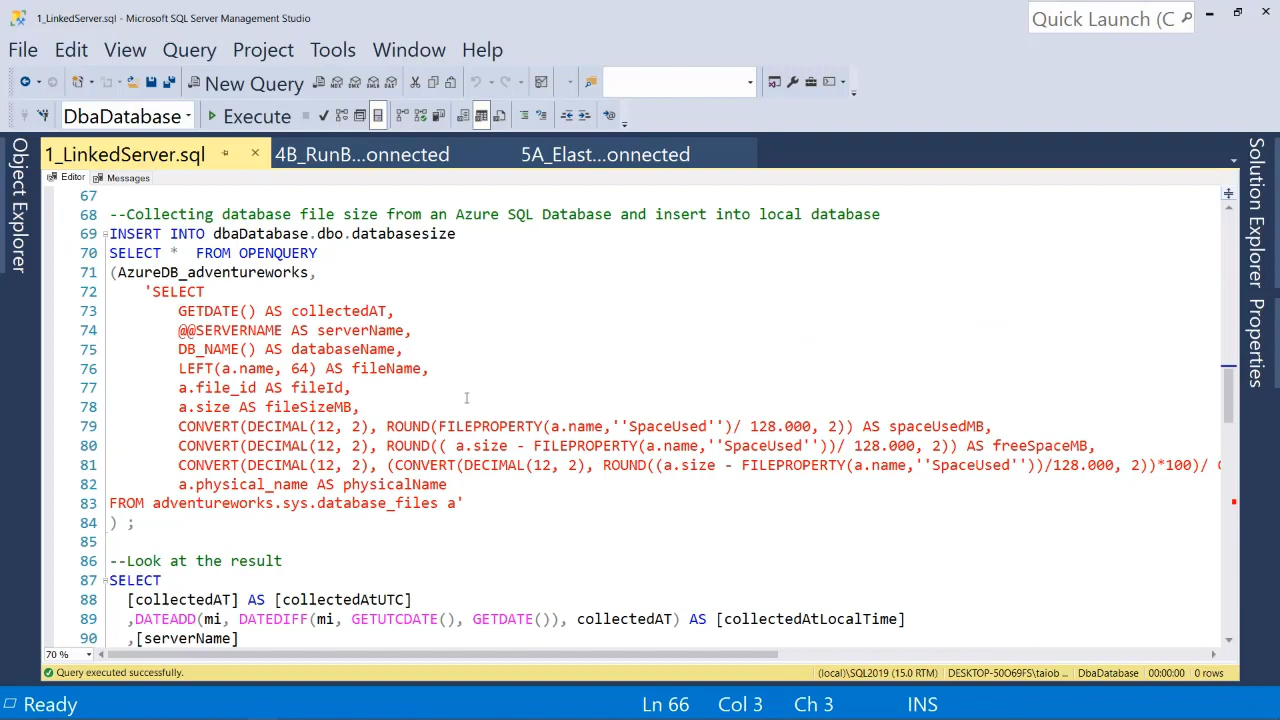 1_LinkedServer.sql - Microsoft SQL Server Management Studio
Quick Launch (C
File Edit View Query Project Tools Window Help
New Query
DbaDatabase Execute
1_LinkedServer.sql 4B_RunB...onnected 5A_Elast...onnected
Editor Messages
Object Explorer
Solution Explorer
Properties
67
68 --Collecting database file size from an Azure SQL Database and insert into local database
69 INSERT INTO dbaDatabase.dbo.databasesize
70 SELECT * FROM OPENQUERY
71 (AzureDB_adventureworks,
72 'SELECT
73 GETDATE() AS collectedAT,
74 @@SERVERNAME AS serverName,
75 DB_NAME() AS databaseName,
76 LEFT(a.name, 64) AS fileName,
77 a.file_id AS fileId,
78 a.size AS fileSizeMB,
79 CONVERT(DECIMAL(12, 2), ROUND(FILEPROPERTY(a.name,''SpaceUsed'')/ 128.000, 2)) AS spaceUsedMB,
80 CONVERT(DECIMAL(12, 2), ROUND(( a.size - FILEPROPERTY(a.name,''SpaceUsed''))/ 128.000, 2)) AS freeSpaceMB,
81 CONVERT(DECIMAL(12, 2), (CONVERT(DECIMAL(12, 2), ROUND((a.size - FILEPROPERTY(a.name,''SpaceUsed''))/128.000, 2))*100)/
82 a.physical_name AS physicalName
83 FROM adventureworks.sys.database_files a'
84 ) ;
85
86 --Look at the result
87 SELECT
88 [collectedAT] AS [collectedAtUTC]
89 ,DATEADD(mi, DATEDIFF(mi, GETUTCDATE(), GETDATE()), collectedAT) AS [collectedAtLocalTime]
90 ,[serverName]
70 %
Query executed successfully. (local)\SQL2019 (15.0 RTM) DESKTOP-50O69FS\taiob ... DbaDatabase 00:00:00 0 rows
Ready Ln 66 Col 3 Ch 3 INS